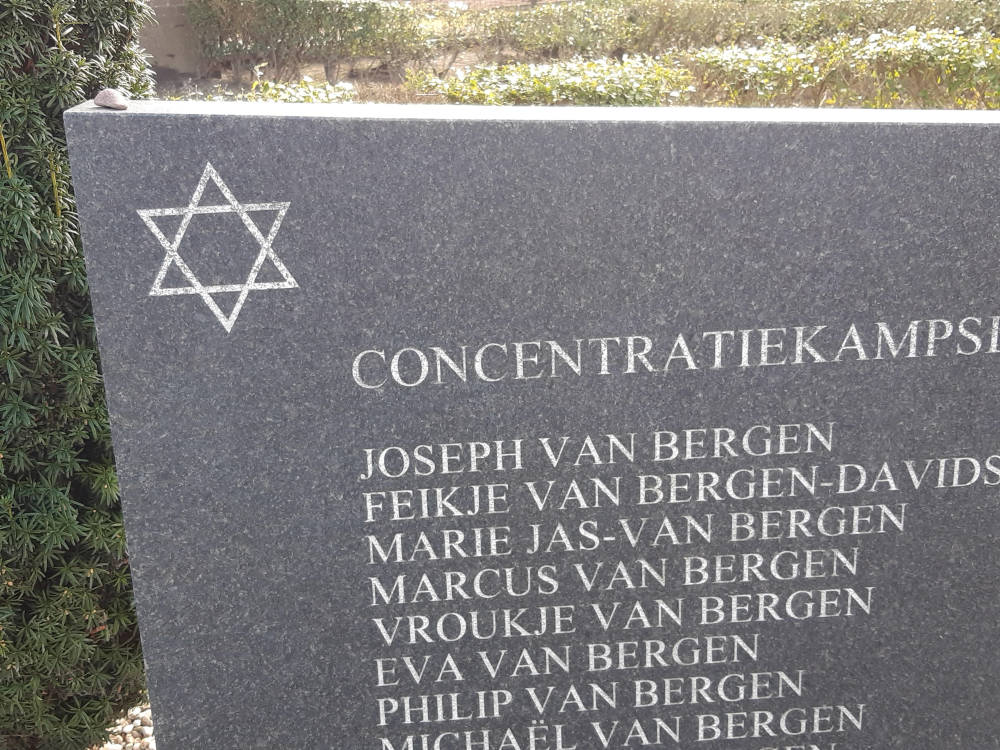 CONCENTRATIEKAMPSL
JOSEPH VAN BERGEN
FEIKJE VAN BERGEN-DAVIDS
MARIE JAS-VAN BERGEN
MARCUS VAN BERGEN
VROUKJE VAN BERGEN
EVA VAN BERGEN
PHILIP VAN BERGEN
MICHAËL VAN BERGEN